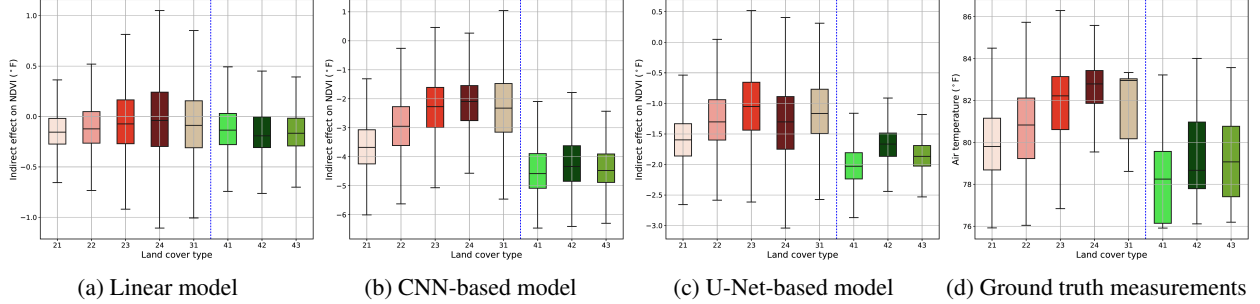 Indirect effect on NDVI (°F)
1.0
0.5
0.0
−0.5
−1.0
21 22 23 24 31 41 42 43
Land cover type
(a) Linear model
Indirect effect on NDVI (°F)
1
0
−1
−2
−3
−4
−5
−6
21 22 23 24 31 41 42 43
Land cover type
(b) CNN-based model
Indirect effect on NDVI (°F)
0.5
0.0
−0.5
−1.0
−1.5
−2.0
−2.5
−3.0
21 22 23 24 31 41 42 43
Land cover type
(c) U-Net-based model
Air temperature (°F)
86
84
82
80
78
76
21 22 23 24 31 41 42 43
Land cover type
(d) Ground truth measurements